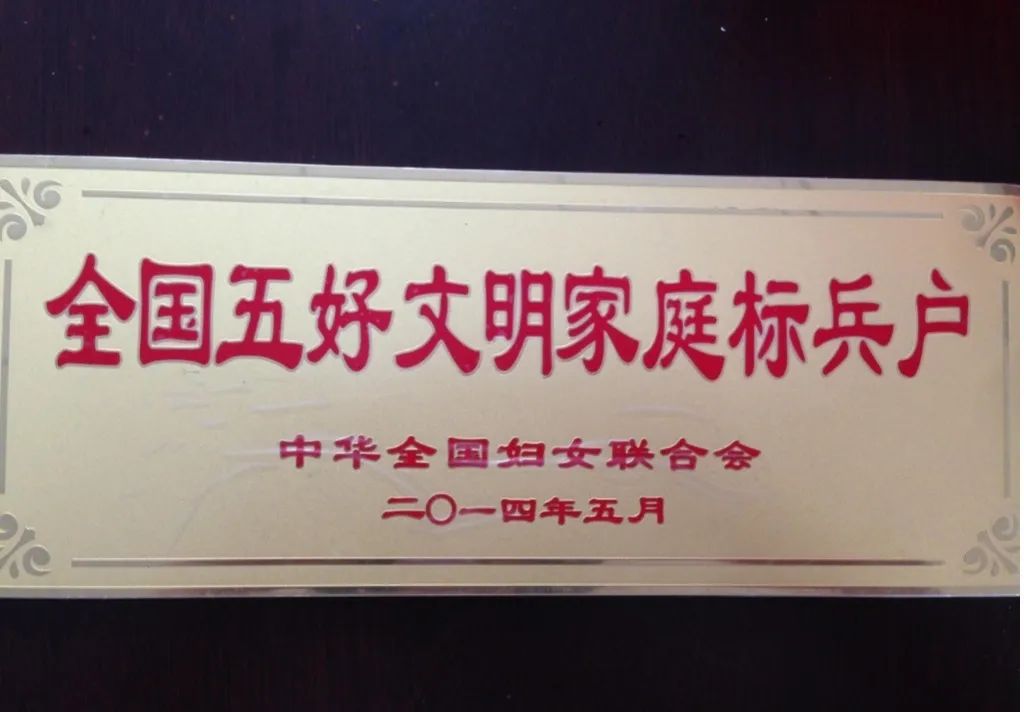 全国五好文明家庭标兵户
中华全国妇女联合会
二〇一四年五月